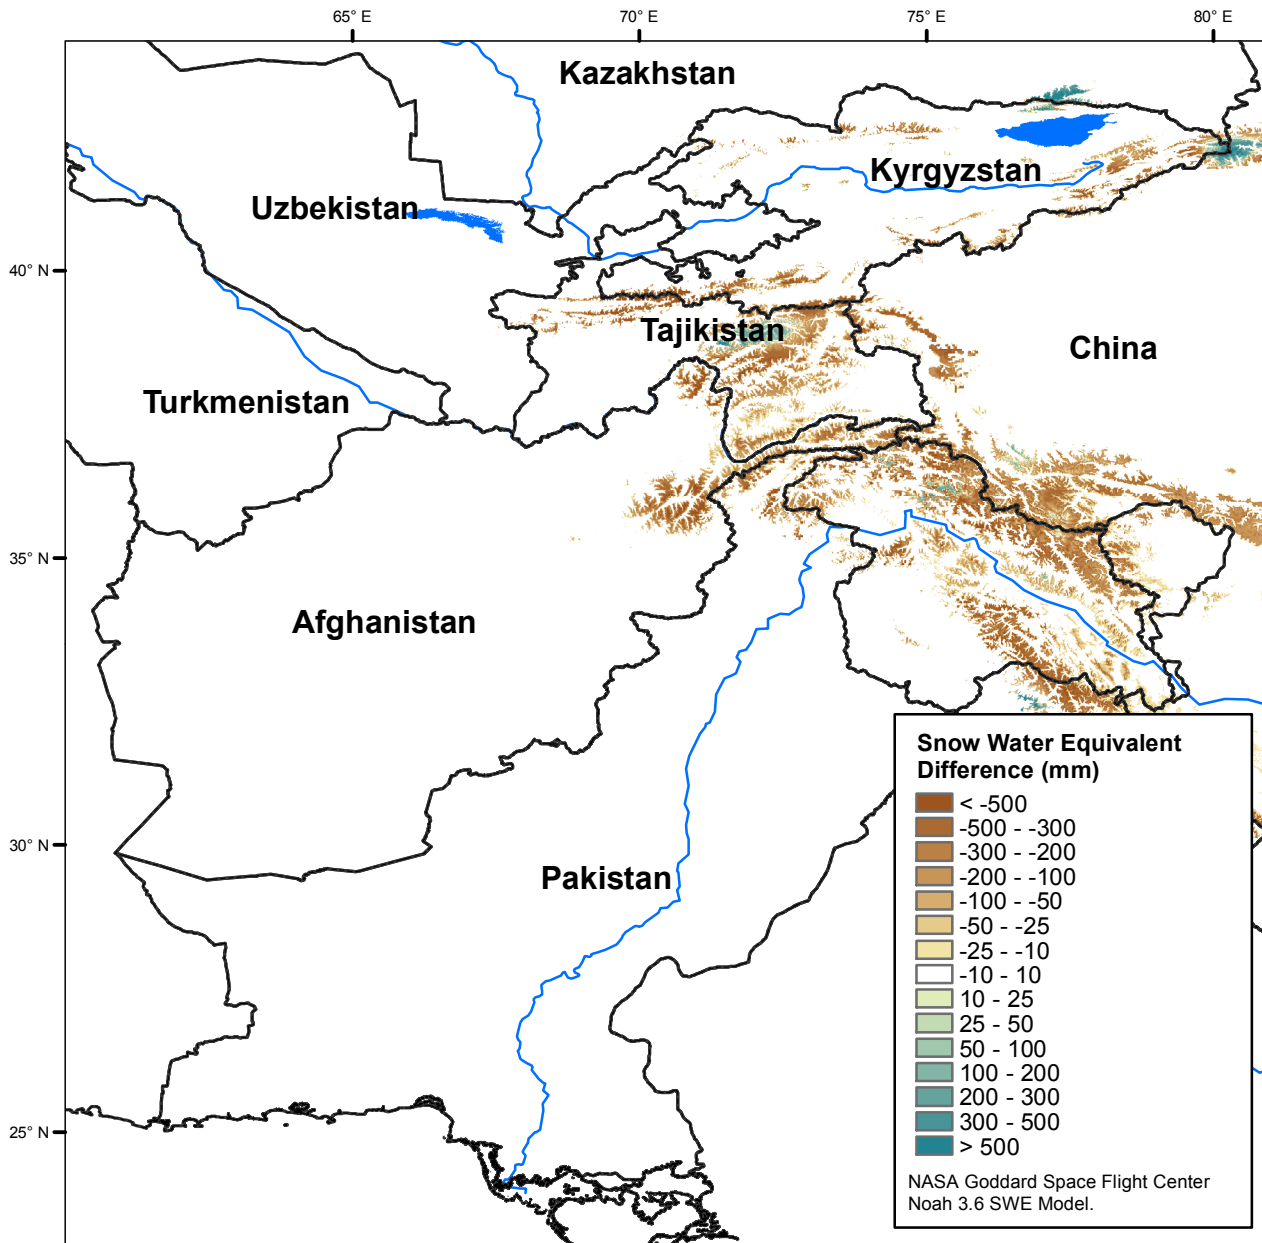 65° E
70° E
75° E
80° E
Kazakhstan
Kyrgyzstan
Uzbekistan
40° N
Tajikistan
China
Turkmenistan
35° N
Afghanistan
30° N
Pakistan
25° N
Snow Water Equivalent
Difference (mm)
< -500
-500 - -300
-300 - -200
-200 - -100
-100 - -50
-50 - -25
-25 - -10
-10 - 10
10 - 25
25 - 50
50 - 100
100 - 200
200 - 300
300 - 500
> 500
NASA Goddard Space Flight Center
Noah 3.6 SWE Model.